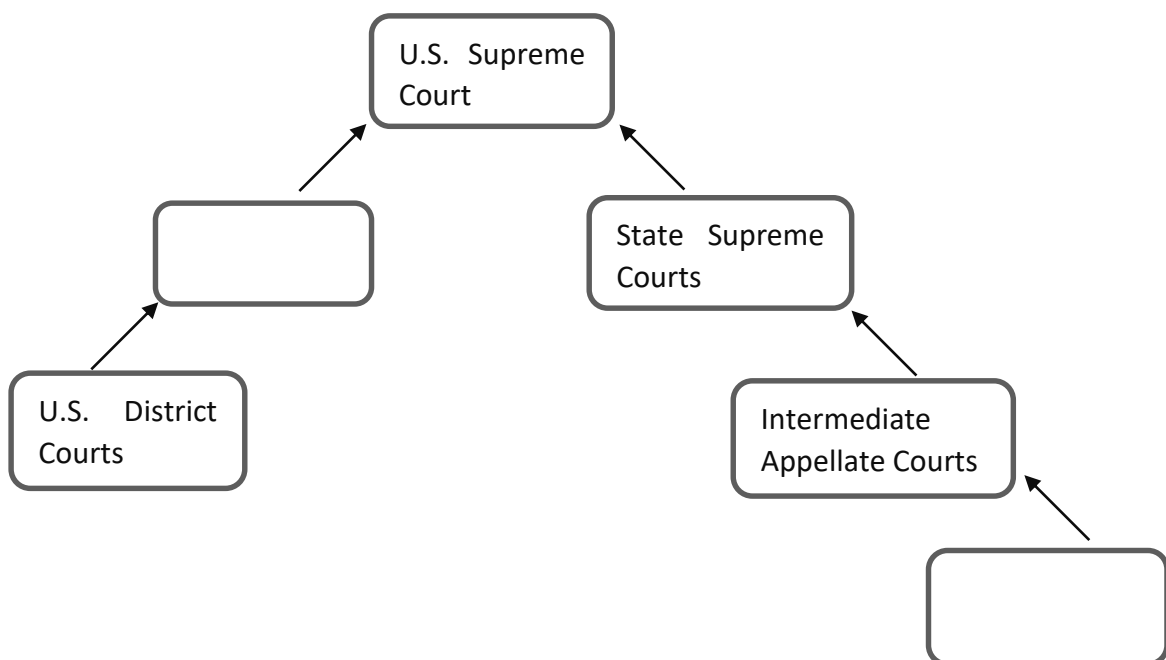 U.S. Supreme
Court
State Supreme
Courts
U.S. District
Courts
Intermediate
Appellate Courts